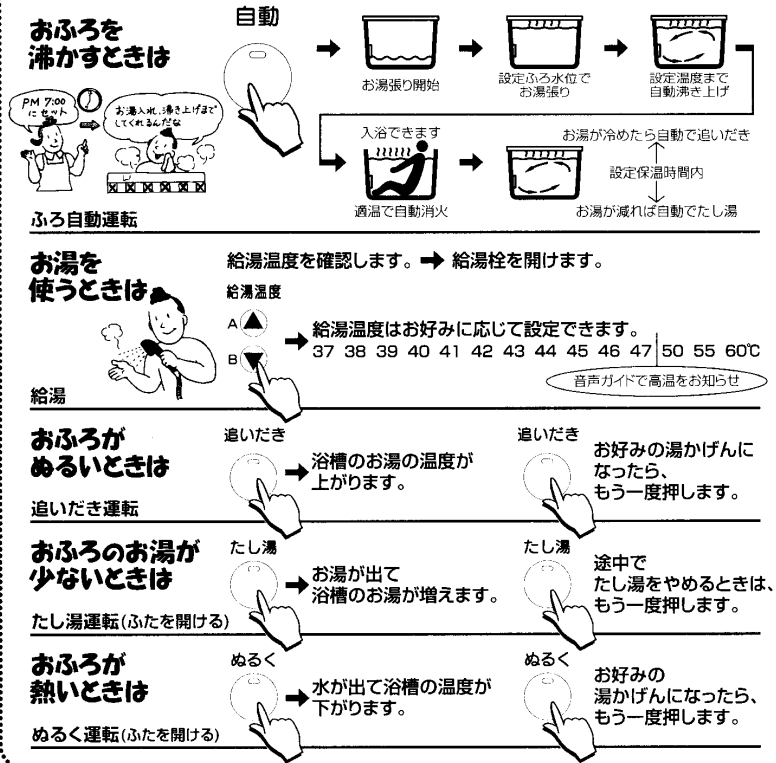 おふろを
沸かすときは
自動
PM 7:00
にセット
お湯入れ、沸き上げまで
してくれるんだな
お湯張り開始
設定ふろ水位で
お湯張り
設定温度まで
自動沸き上げ
入浴できます
適温で自動消火
お湯が冷めたら自動で追いだき
設定保温時間内
お湯が減れば自動でたし湯
ふろ自動運転
お湯を
使うときは
給湯温度を確認します。➡ 給湯栓を開けます。
給湯温度
A ▲
B ▼
給湯温度はお好みに応じて設定できます。
37 38 39 40 41 42 43 44 45 46 47 50 55 60℃
音声ガイドで高温をお知らせ
給湯
おふろが
ぬるいときは
追いだき
浴槽のお湯の温度が
上がります。
追いだき
お好みの湯かげんに
なったら、
もう一度押します。
追いだき運転
おふろのお湯が
少ないときは
たし湯
お湯が出て
浴槽のお湯が増えます。
たし湯
途中で
たし湯をやめるときは、
もう一度押します。
たし湯運転(ふたを開ける)
おふろが
熱いときは
ぬるく
水が出て浴槽の温度が
下がります。
ぬるく
お好みの
湯かげんになったら、
もう一度押します。
ぬるく運転(ふたを開ける)